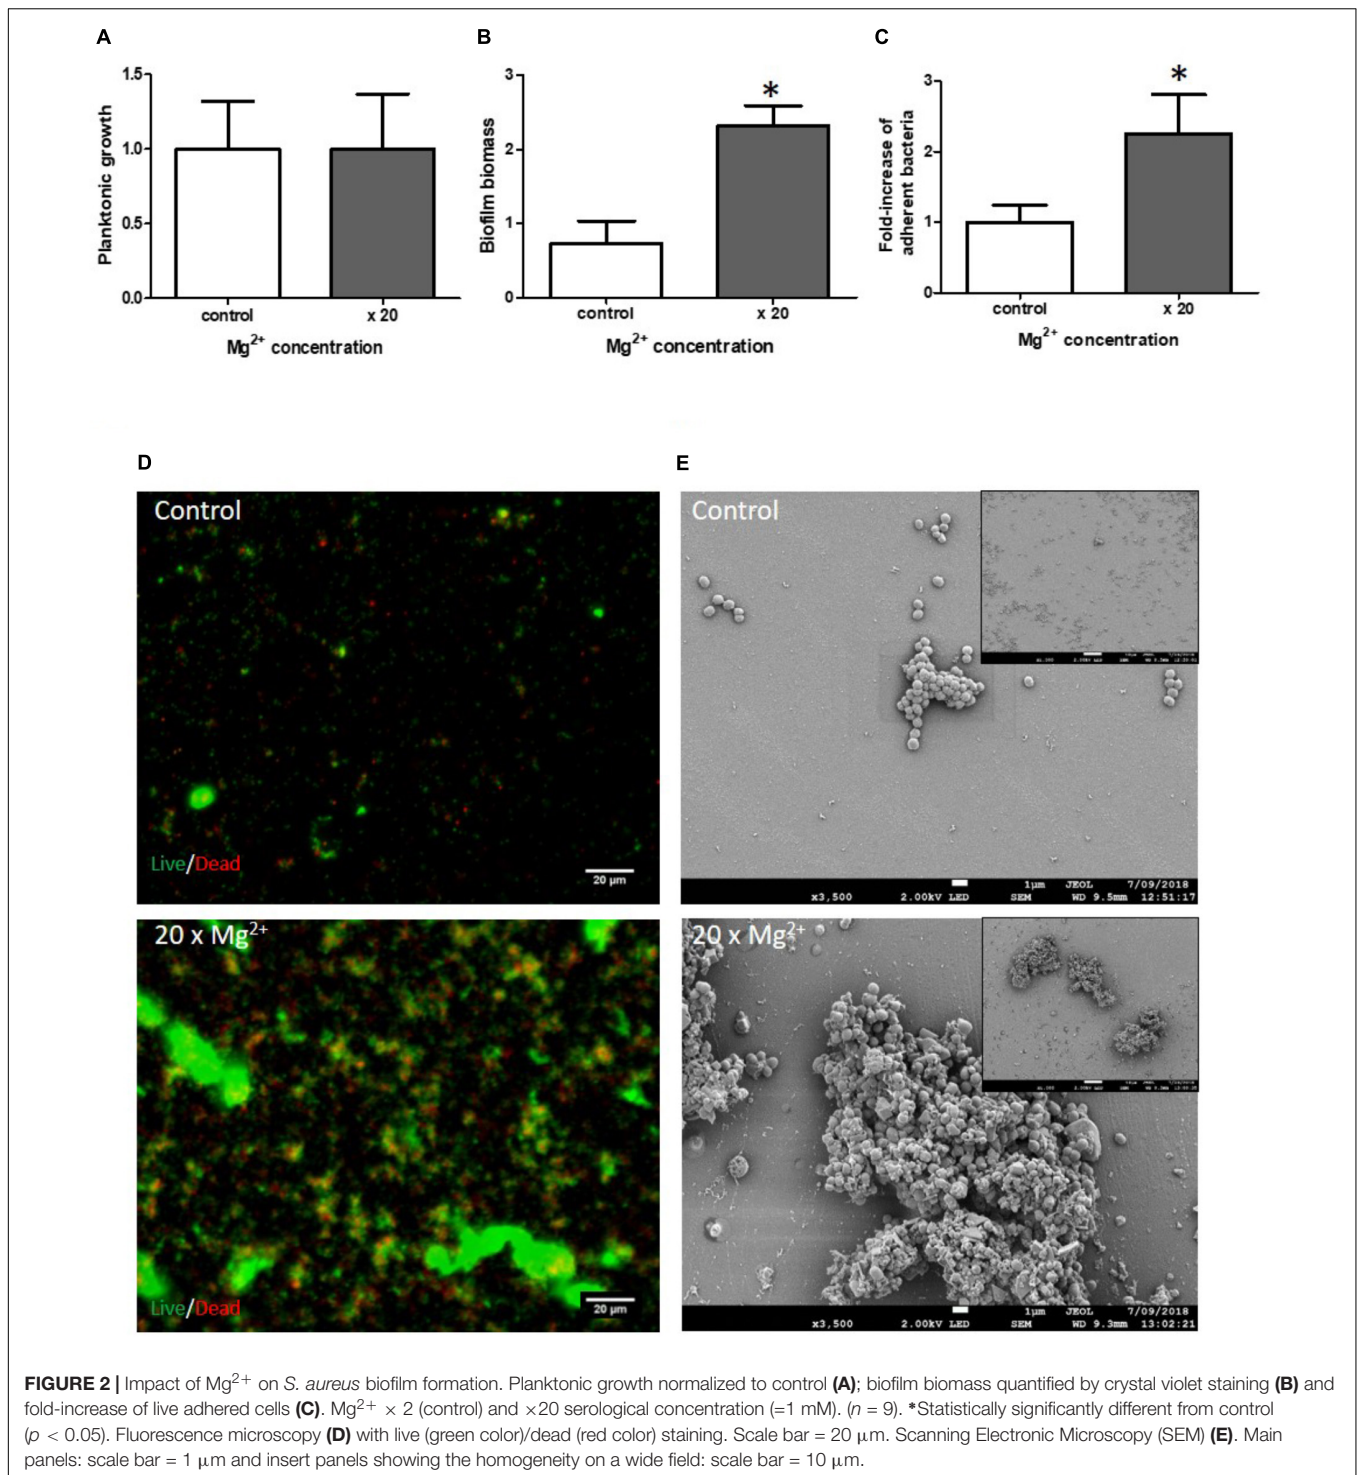 A
B
C
1.5
1.0
0.5
0.0
Planktonic growth
control
x 20
Mg2+ concentration
3
2
1
0
Biofilm biomass
*
control
x 20
Mg2+ concentration
3
2
1
0
Fold-increase of
adherent bacteria
*
control
x 20
Mg2+ concentration
D
E
Control
Live/Dead
20 µm
Control
1µm JEOL 7/09/2018
x3,500 2.00kV LED SEM WD 9.5mm 12:51:17
20 x Mg2+
Live/Dead
20 µm
20 x Mg2+
1µm JEOL 7/09/2018
x3,500 2.00kV LED SEM WD 9.3mm 13:02:21
FIGURE 2 | Impact of Mg2+ on S. aureus biofilm formation. Planktonic growth normalized to control (A); biofilm biomass quantified by crystal violet staining (B) and
fold-increase of live adhered cells (C). Mg2+ × 2 (control) and ×20 serological concentration (=1 mM). (n = 9). *Statistically significantly different from control
(p < 0.05). Fluorescence microscopy (D) with live (green color)/dead (red color) staining. Scale bar = 20 µm. Scanning Electronic Microscopy (SEM) (E). Main
panels: scale bar = 1 µm and insert panels showing the homogeneity on a wide field: scale bar = 10 µm.